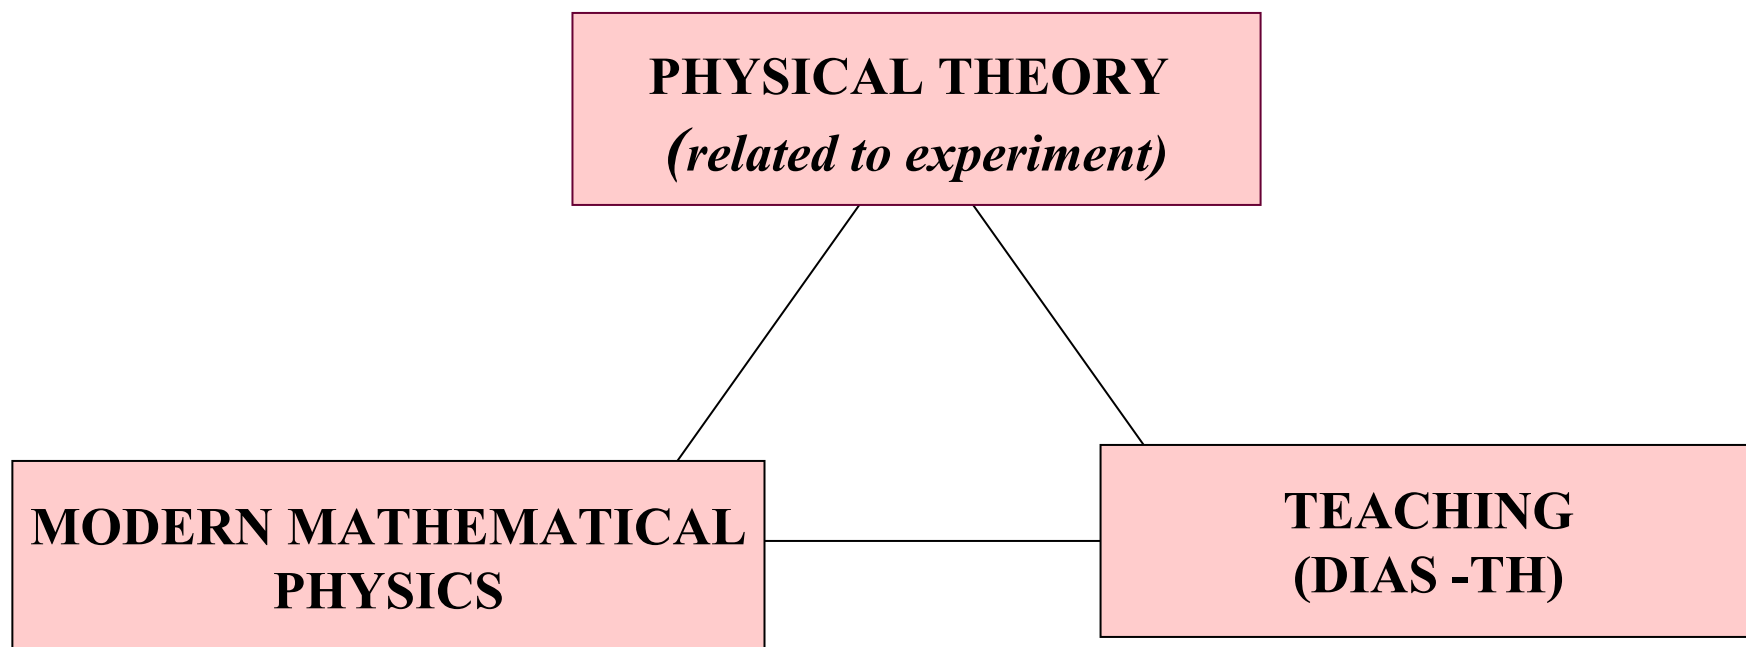 PHYSICAL THEORY
(related to experiment)
MODERN MATHEMATICAL
PHYSICS
TEACHING
(DIAS -TH)